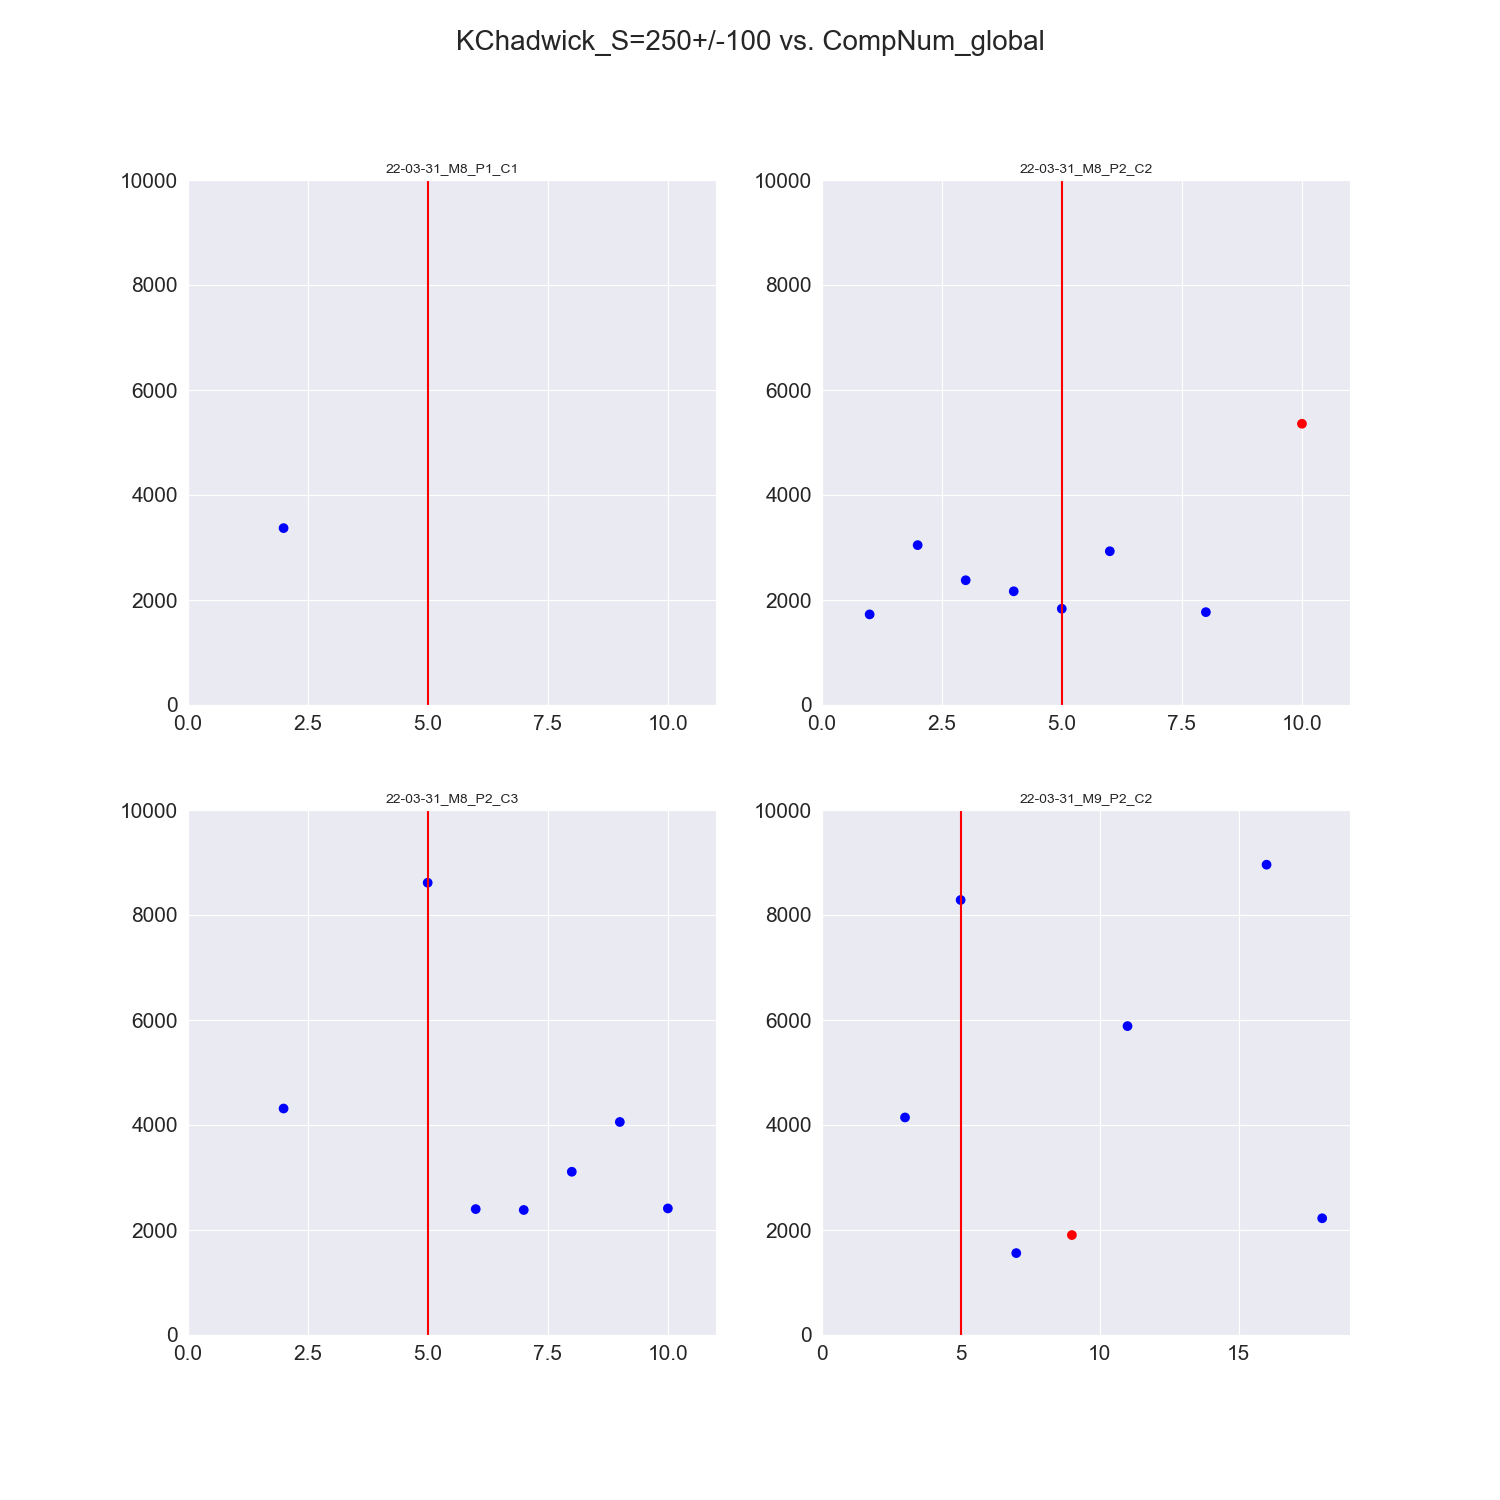 KChadwick_S=250+/-100 vs. CompNum_global
22-03-31_M8_P1_C1
10000
8000
6000
4000
2000
0
0.0 2.5 5.0 7.5 10.0
22-03-31_M8_P2_C2
10000
8000
6000
4000
2000
0
0.0 2.5 5.0 7.5 10.0
22-03-31_M8_P2_C3
10000
8000
6000
4000
2000
0
0.0 2.5 5.0 7.5 10.0
22-03-31_M9_P2_C2
10000
8000
6000
4000
2000
0
0 5 10 15